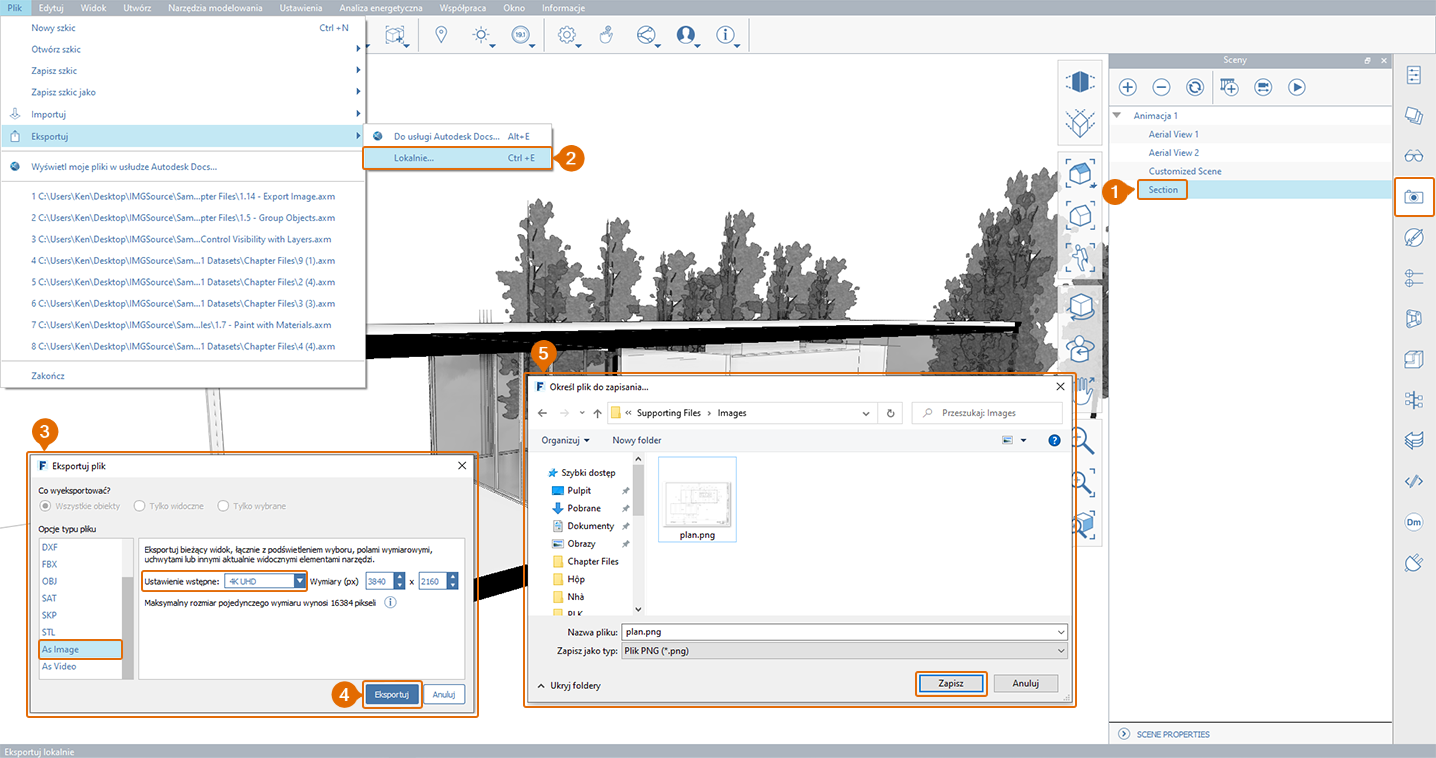 Plik Edytuj Widok Utwórz Narzędzia modelowania Ustawienia Analiza energetyczna Współpraca Okno Informacje
Nowy szkic Ctrl +N
Otwórz szkic
Zapisz szkic
Zapisz szkic jako
Importuj
Eksportuj
Wyświetl moje pliki w usłudze Autodesk Docs...
1 C:\Users\Ken\Desktop\IMGSource\Sam...pter Files\1.14 - Export Image.axm
2 C:\Users\Ken\Desktop\IMGSource\Sam...pter Files\1.5 - Group Objects.axm
3 C:\Users\Ken\Desktop\IMGSource\Sam...Control Visibility with Layers.axm
4 C:\Users\Ken\Desktop\IMGSource\Sam...1 Datasets\Chapter Files\9 (1).axm
5 C:\Users\Ken\Desktop\IMGSource\Sam...1 Datasets\Chapter Files\2 (4).axm
6 C:\Users\Ken\Desktop\IMGSource\Sam...1 Datasets\Chapter Files\3 (3).axm
7 C:\Users\Ken\Desktop\IMGSource\Sam...les\1.7 - Paint with Materials.axm
8 C:\Users\Ken\Desktop\IMGSource\Sam...1 Datasets\Chapter Files\4 (4).axm
Zakończ
Do usługi Autodesk Docs... Alt+E
Lokalnie... Ctrl +E
2
19.1
Sceny
Animacja 1
Aerial View 1
Aerial View 2
Customized Scene
1
Section
Dm
SCENE PROPERTIES
3
F Eksportuj plik
Co wyeksportować?
Wszystkie obiekty Tylko widoczne Tylko wybrane
Opcje typu pliku
DXF
FBX
OBJ
SAT
SKP
STL
As Image
As Video
Eksportuj bieżący widok, łącznie z podświetleniem wyboru, polami wymiarowymi,
uchwytami lub innymi aktualnie widocznymi elementami narzędzi.
Ustawienie wstępne: 4K UHD Wymiary (px) 3840 x 2160
Maksymalny rozmiar pojedynczego wymiaru wynosi 16384 pikseli
4
Eksportuj Anuluj
5
F Określ plik do zapisania...
« Supporting Files › Images Przeszukaj: Images
Organizuj Nowy folder
Szybki dostęp
Pulpit
Pobrane
Dokumenty
Obrazy
Chapter Files
Hộp
Nhà
PLK
plan.png
Nazwa pliku: plan.png
Zapisz jako typ: Plik PNG (*.png)
Ukryj foldery Zapisz Anuluj
Eksportuj lokalnie